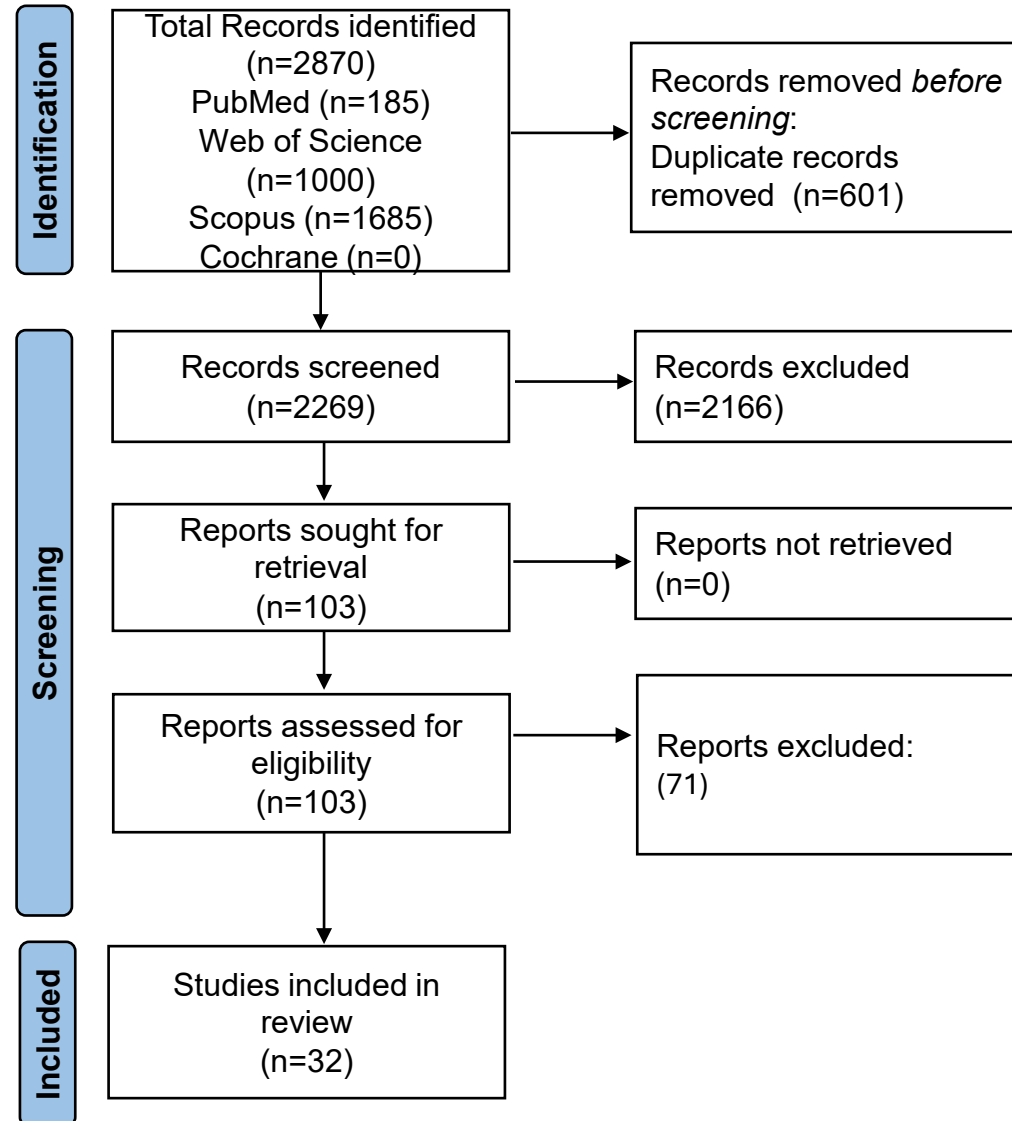 Identification
Total Records identified
(n=2870)
PubMed (n=185)
Web of Science
(n=1000)
Scopus (n=1685)
Cochrane (n=0)
Records removed before
screening:
Duplicate records
removed (n=601)
Screening
Records screened
(n=2269)
Records excluded
(n=2166)
Reports sought for
retrieval
(n=103)
Reports not retrieved
(n=0)
Reports assessed for
eligibility
(n=103)
Reports excluded:
(71)
Included
Studies included in
review
(n=32)